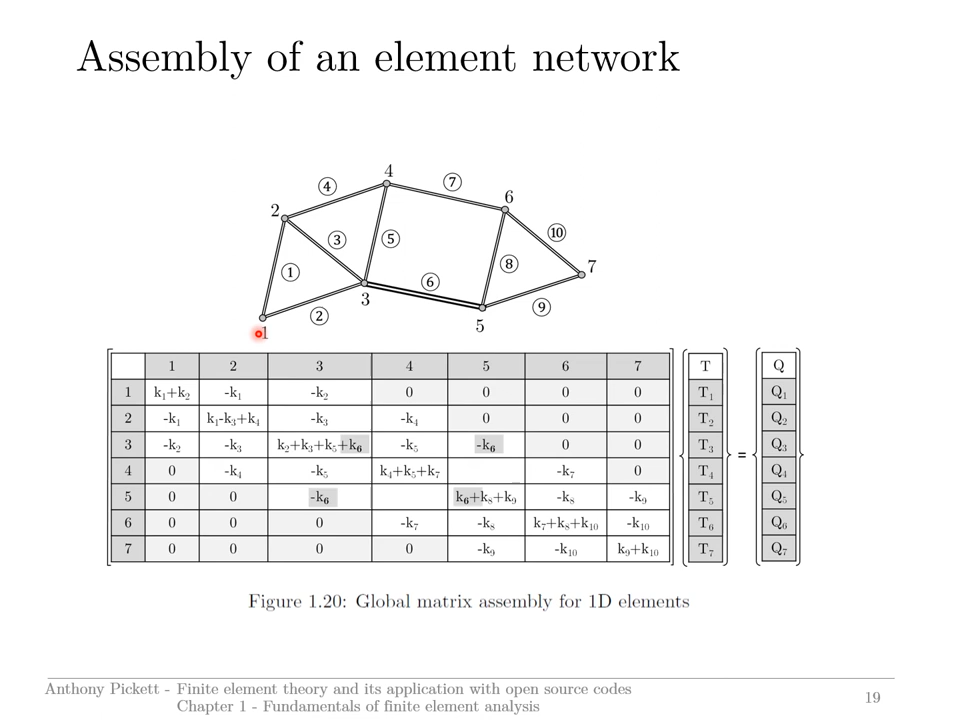 Assembly of an element network
4
⑦
④
6
2
⑩
③
⑤
⑧
7
①
⑥
3
⑨
②
5
1
1 2 3 4 5 6 7
1 k₁+k₂ -k₁ -k₂ 0 0 0 0
2 -k₁ k₁-k₃+k₄ -k₃ -k₄ 0 0 0
3 -k₂ -k₃ k₂+k₃+k₅+k₆ -k₅ -k₆ 0 0
4 0 -k₄ -k₅ k₄+k₅+k₇ -k₇ 0
5 0 0 -k₆ k₆+k₈+k₉ -k₈ -k₉
6 0 0 0 -k₇ -k₈ k₇+k₈+k₁₀ -k₁₀
7 0 0 0 0 -k₉ -k₁₀ k₉+k₁₀
T
T₁
T₂
T₃
T₄
T₅
T₆
T₇
=
Q
Q₁
Q₂
Q₃
Q₄
Q₅
Q₆
Q₇
Figure 1.20: Global matrix assembly for 1D elements
Anthony Pickett - Finite element theory and its application with open source codes
Chapter 1 - Fundamentals of finite element analysis
19